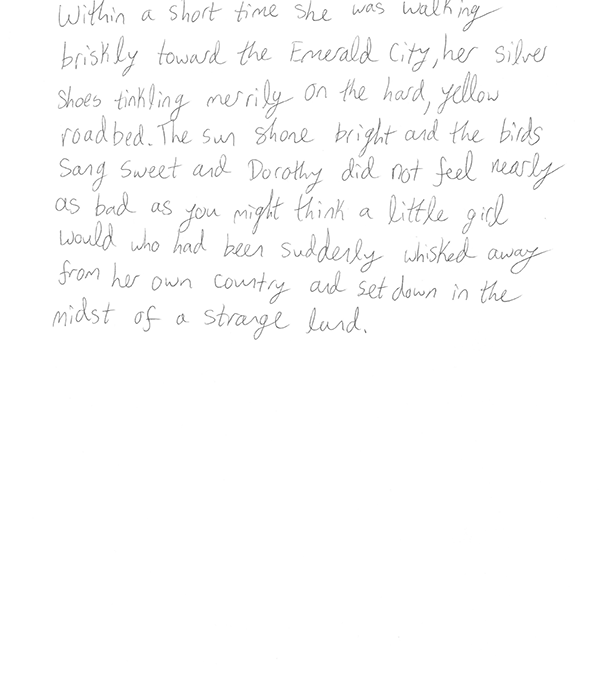 Within a short time she was walking
briskly toward the Emerald City, her silver
Shoes tinkling merrily on the hard, yellow
roadbed. The sun shone bright and the birds
Sang Sweet and Dorothy did not feel nearly
as bad as you might think a little girl
would who had been suddenly whisked away
from her own country and set down in the
midst of a strange land.